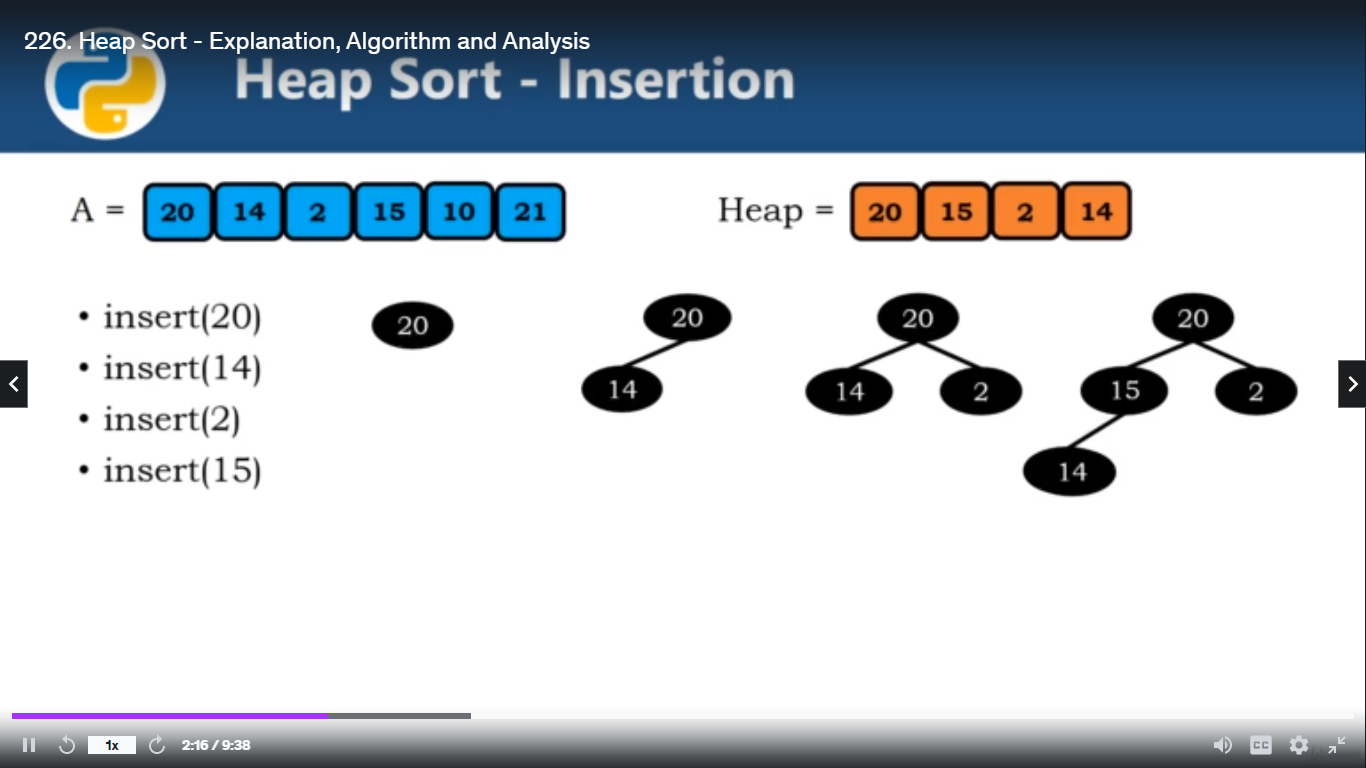 226. Heap Sort - Explanation, Algorithm and Analysis
Heap Sort - Insertion
A = 20 14 2 15 10 21
Heap = 20 15 2 14
• insert(20)
• insert(14)
• insert(2)
• insert(15)
20
20
14
20
14 2
20
15 2
14
1x
2:16 / 9:38
CC